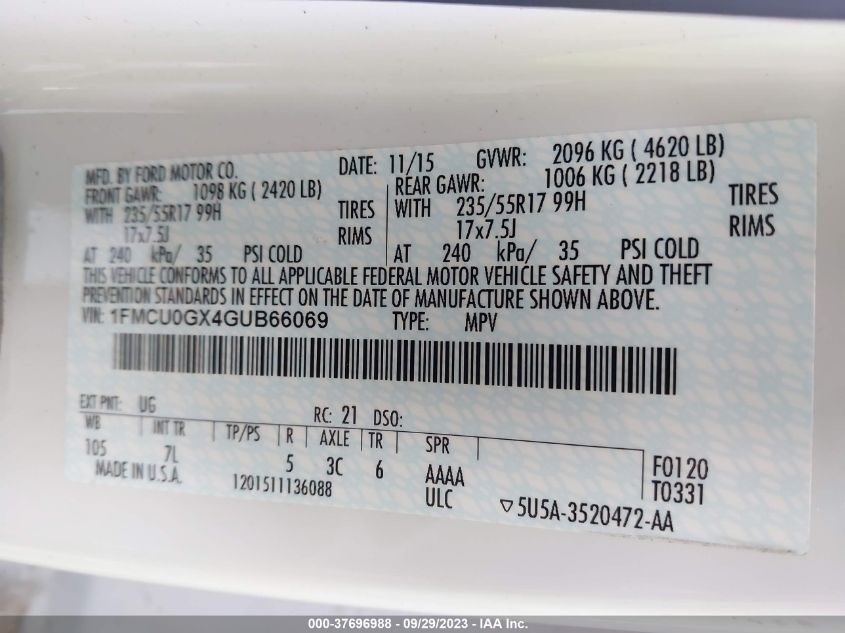 MFD. BY FORD MOTOR CO. DATE: 11/15 GVWR: 2096 KG ( 4620 LB)
FRONT GAWR: 1098 KG ( 2420 LB) REAR GAWR: 1006 KG ( 2218 LB)
WITH 235/55R17 99H TIRES WITH 235/55R17 99H TIRES
17x7.5J RIMS 17x7.5J RIMS
AT 240 kPa/ 35 PSI COLD AT 240 kPa/ 35 PSI COLD
THIS VEHICLE CONFORMS TO ALL APPLICABLE FEDERAL MOTOR VEHICLE SAFETY AND THEFT
PREVENTION STANDARDS IN EFFECT ON THE DATE OF MANUFACTURE SHOWN ABOVE.
VIN: 1FMCU0GX4GUB66069 TYPE: MPV
EXT PNT: UG RC: 21 DSO:
WB INT TR TP/PS R AXLE TR SPR
105 7L 5 3C 6 AAAA F0120
MADE IN U.S.A. 1201511136088 ULC T0331
▽5U5A-3520472-AA
000-37696988 - 09/29/2023 - IAA Inc.